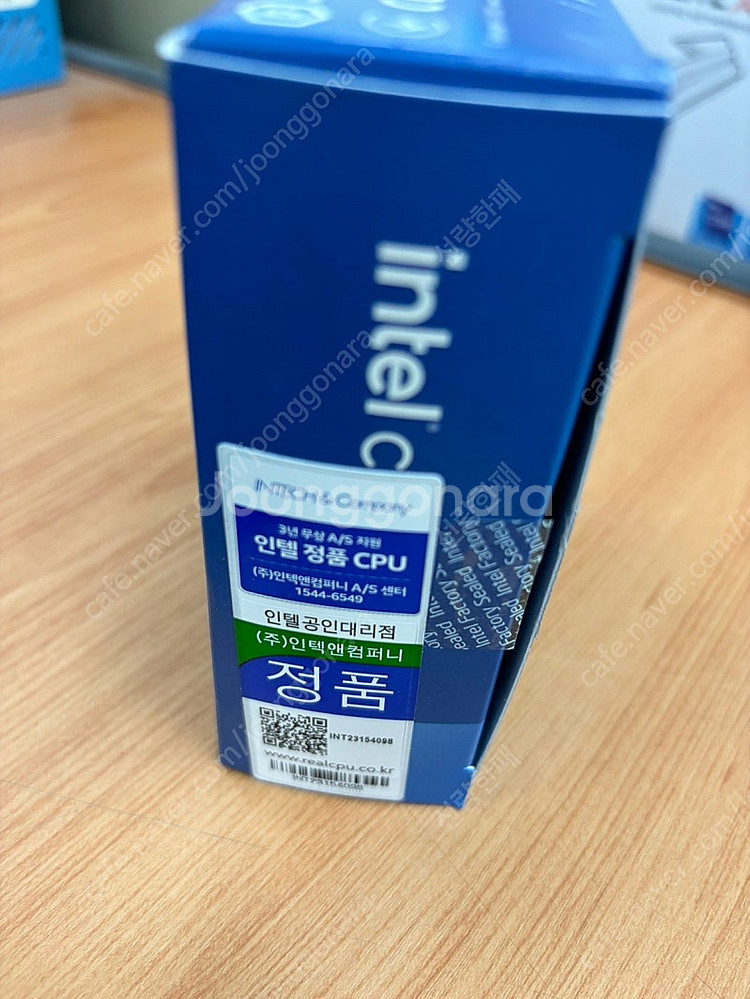 intel c
INTECH & Company
3년 무상 A/S 지원
인텔 정품 CPU
(주)인텍앤컴퍼니 A/S 센터
1544-6549
인텔공인대리점
(주)인텍앤컴퍼니
정품
INT23154098
www.realcpu.co.kr
INT23154098
Intel Factory Sealed
Joonggonara
cafe.naver.com/joonggonara